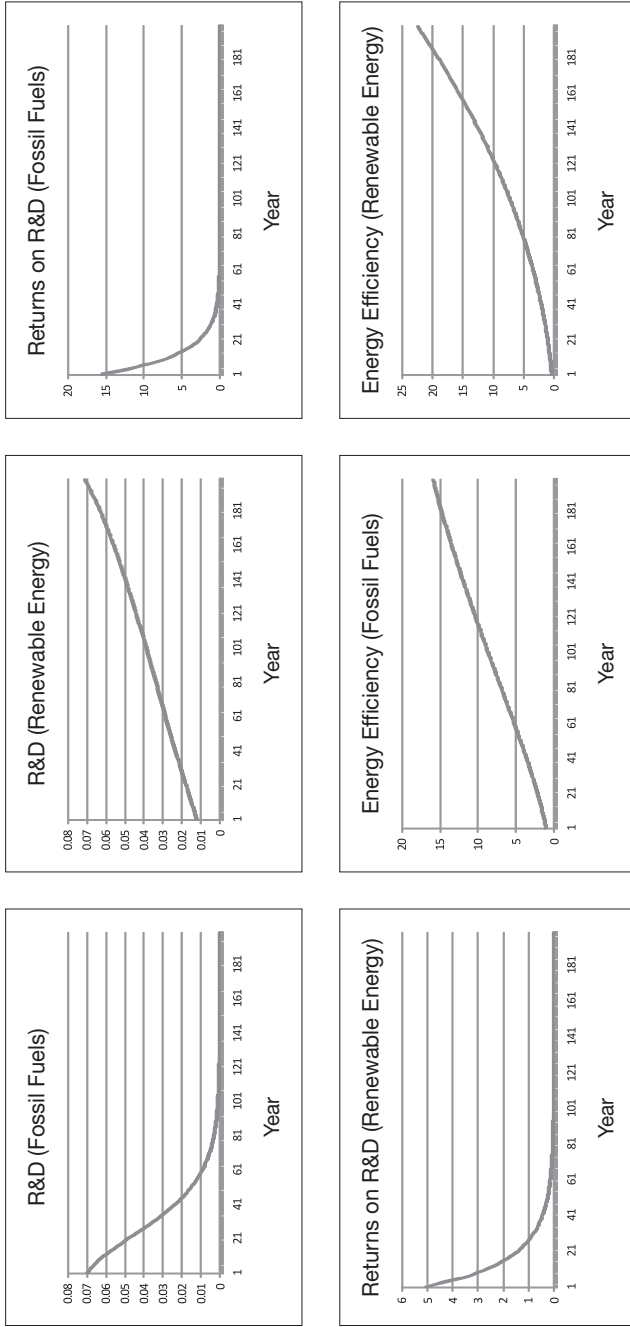 R&D (Fossil Fuels)
0.08
0.07
0.06
0.05
0.04
0.03
0.02
0.01
0
1 21 41 61 81 101 121 141 161 181
Year
R&D (Renewable Energy)
0.08
0.07
0.06
0.05
0.04
0.03
0.02
0.01
0
1 21 41 61 81 101 121 141 161 181
Year
Returns on R&D (Fossil Fuels)
20
15
10
5
0
1 21 41 61 81 101 121 141 161 181
Year
Returns on R&D (Renewable Energy)
6
5
4
3
2
1
0
1 21 41 61 81 101 121 141 161 181
Year
Energy Efficiency (Fossil Fuels)
20
15
10
5
0
1 21 41 61 81 101 121 141 161 181
Year
Energy Efficiency (Renewable Energy)
25
20
15
10
5
0
1 21 41 61 81 101 121 141 161 181
Year